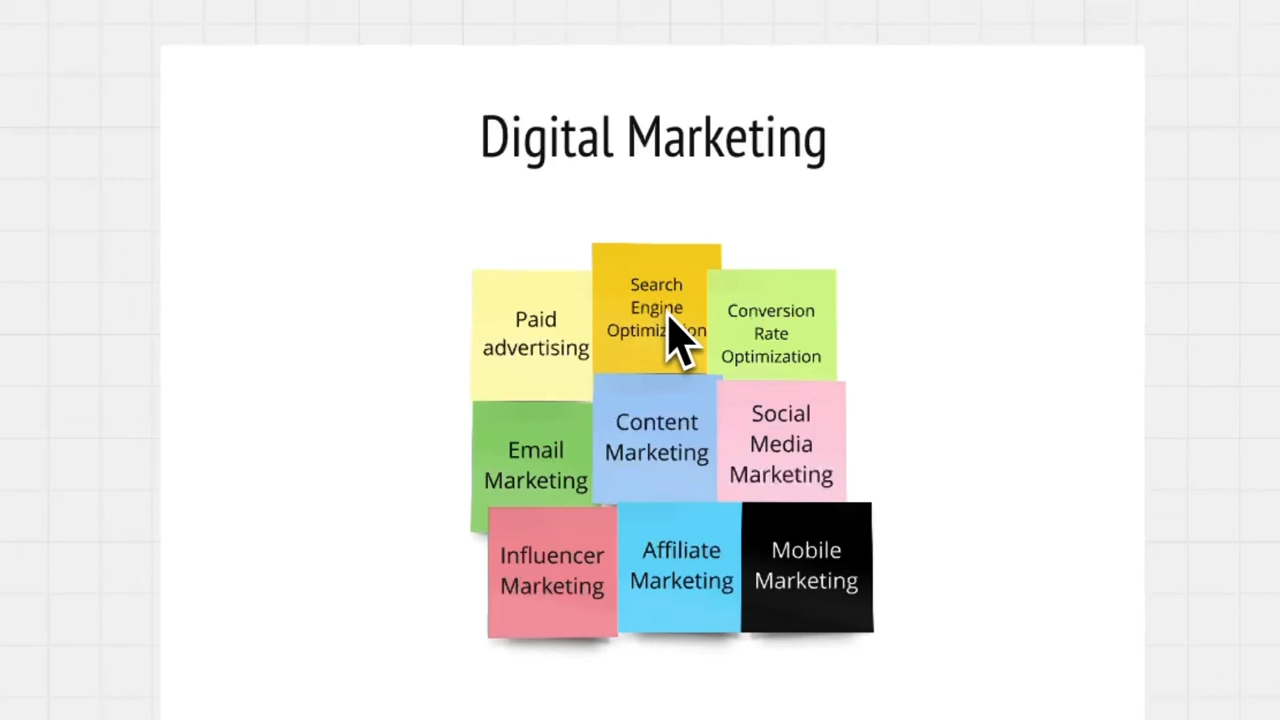 Digital Marketing
Paid
advertising
Search
Engine
Optimization
Conversion
Rate
Optimization
Email
Marketing
Content
Marketing
Social
Media
Marketing
Influencer
Marketing
Affiliate
Marketing
Mobile
Marketing